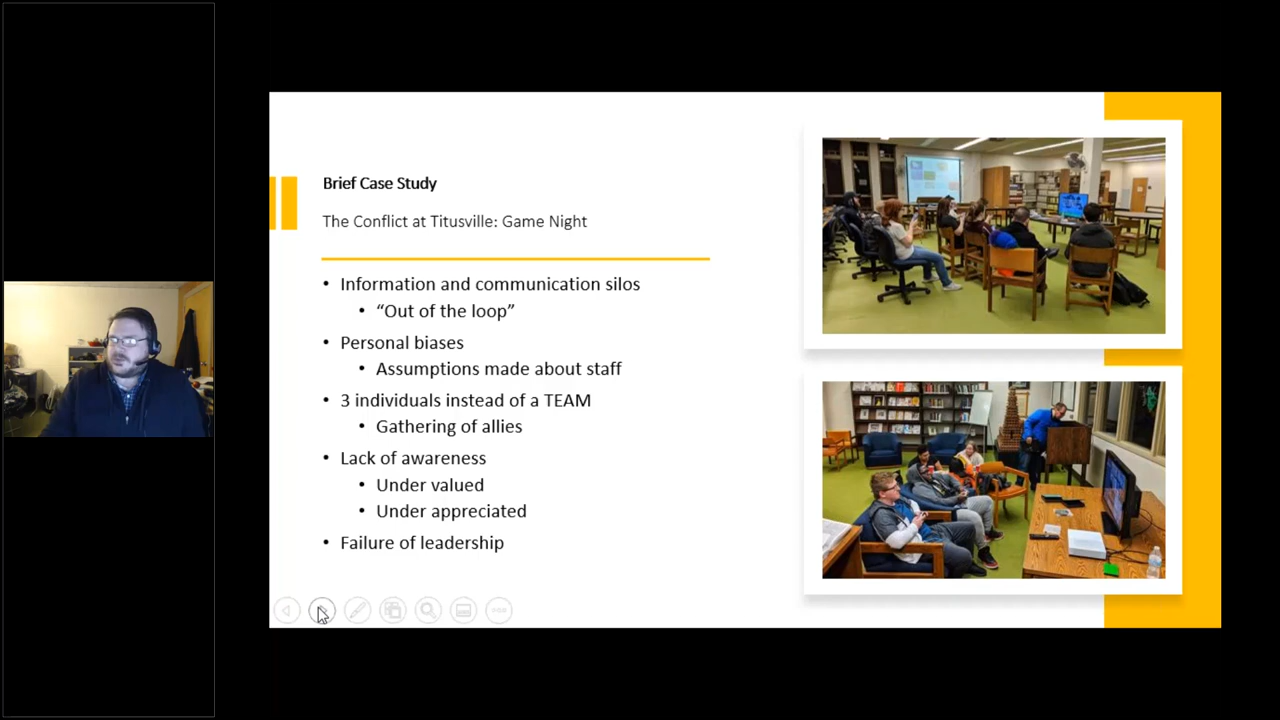 Brief Case Study
The Conflict at Titusville: Game Night
• Information and communication silos
• “Out of the loop”
• Personal biases
• Assumptions made about staff
• 3 individuals instead of a TEAM
• Gathering of allies
• Lack of awareness
• Under valued
• Under appreciated
• Failure of leadership